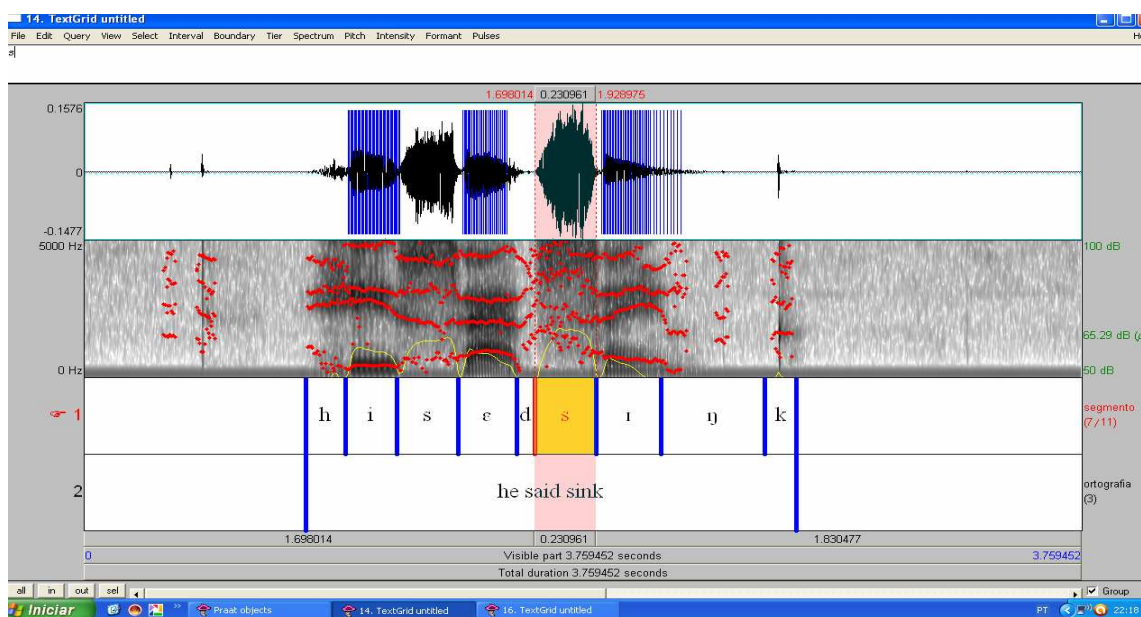 14. TextGrid untitled
File Edit Query View Select Interval Boundary Tier Spectrum Pitch Intensity Formant Pulses
s
1.698014 0.230961 1.928975
0.1576
0
-0.1477
5000 Hz 100 dB
65.29 dB
0 Hz 50 dB
1 h i s ɛ d s ɪ ŋ k segmento
(7/11)
2 he said sink ortografia
(3)
1.698014 0.230961 1.830477
0 Visible part 3.759452 seconds 3.759452
Total duration 3.759452 seconds
all in out sel Group
Iniciar Praat objects 14. TextGrid untitled 16. TextGrid untitled PT 22:18